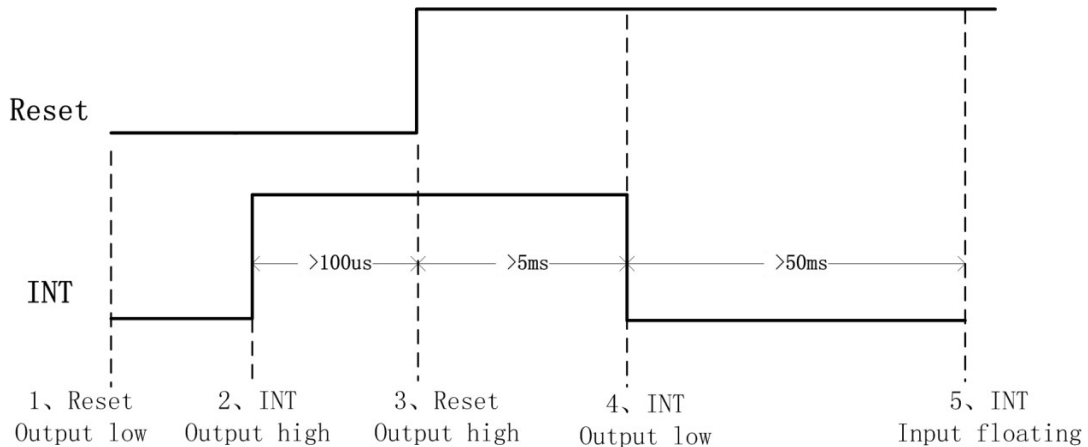 Reset
>100us
>5ms
>50ms
INT
1、Reset
Output low
2、INT
Output high
3、Reset
Output high
4、INT
Output low
5、INT
Input floating